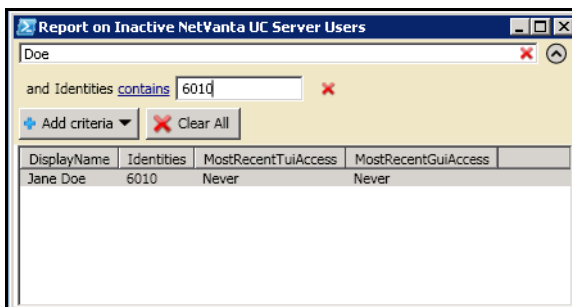 Report on Inactive NetVanta UC Server Users
Doe
and Identities contains 6010
Add criteria Clear All
DisplayName Identities MostRecentTuiAccess MostRecentGuiAccess
Jane Doe 6010 Never Never